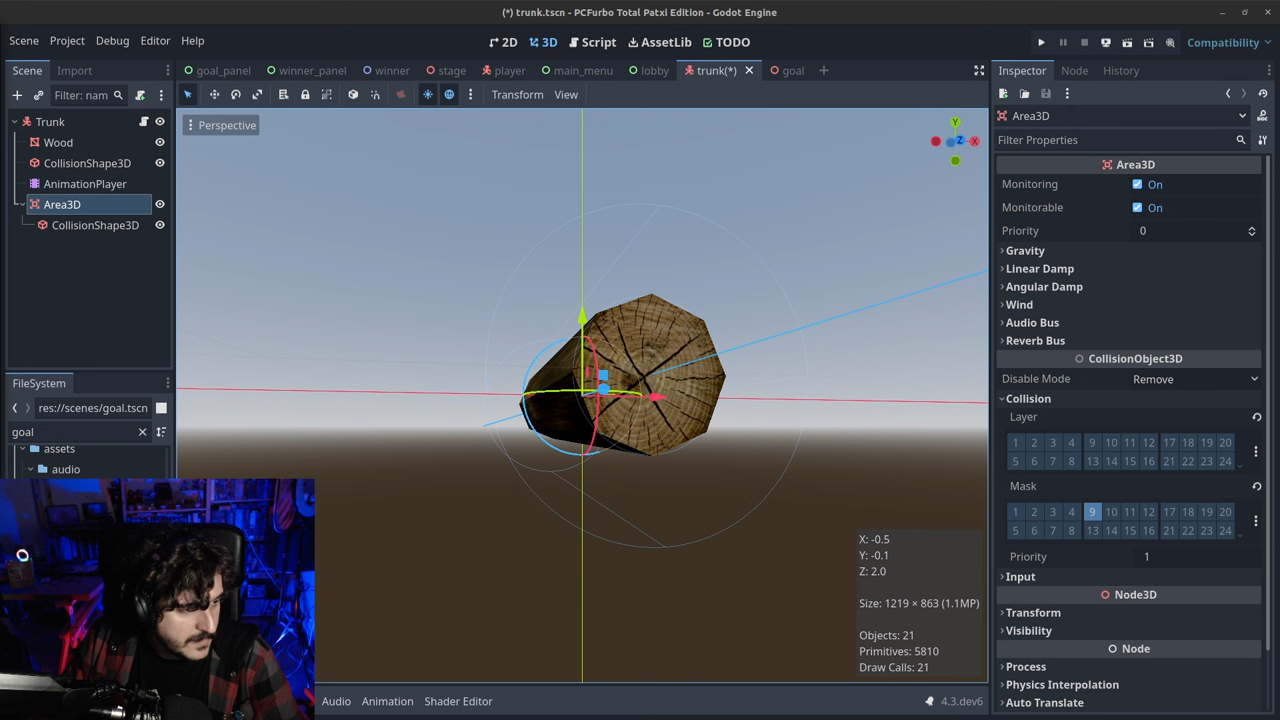 (*) trunk.tscn - PCFurbo Total Patxi Edition - Godot Engine
Scene Project Debug Editor Help
2D 3D Script AssetLib TODO
Compatibility
Scene Import
goal_panel winner_panel winner stage player main_menu lobby trunk(*) goal
Inspector Node History
Filter: nam
Transform View
Area3D
Filter Properties
Trunk
Wood
CollisionShape3D
AnimationPlayer
Area3D
CollisionShape3D
Perspective
Y
Z X
Area3D
Monitoring On
Monitorable On
Priority 0
Gravity
Linear Damp
Angular Damp
Wind
Audio Bus
Reverb Bus
CollisionObject3D
Disable Mode Remove
Collision
Layer
1 2 3 4 9 10 11 12 17 18 19 20
5 6 7 8 13 14 15 16 21 22 23 24
Mask
1 2 3 4 9 10 11 12 17 18 19 20
5 6 7 8 13 14 15 16 21 22 23 24
Priority 1
Input
Node3D
Transform
Visibility
Node
Process
Physics Interpolation
Auto Translate
FileSystem
res://scenes/goal.tscn
goal
assets
audio
X: -0.5
Y: -0.1
Z: 2.0
Size: 1219 × 863 (1.1MP)
Objects: 21
Primitives: 5810
Draw Calls: 21
Audio Animation Shader Editor
4.3.dev6